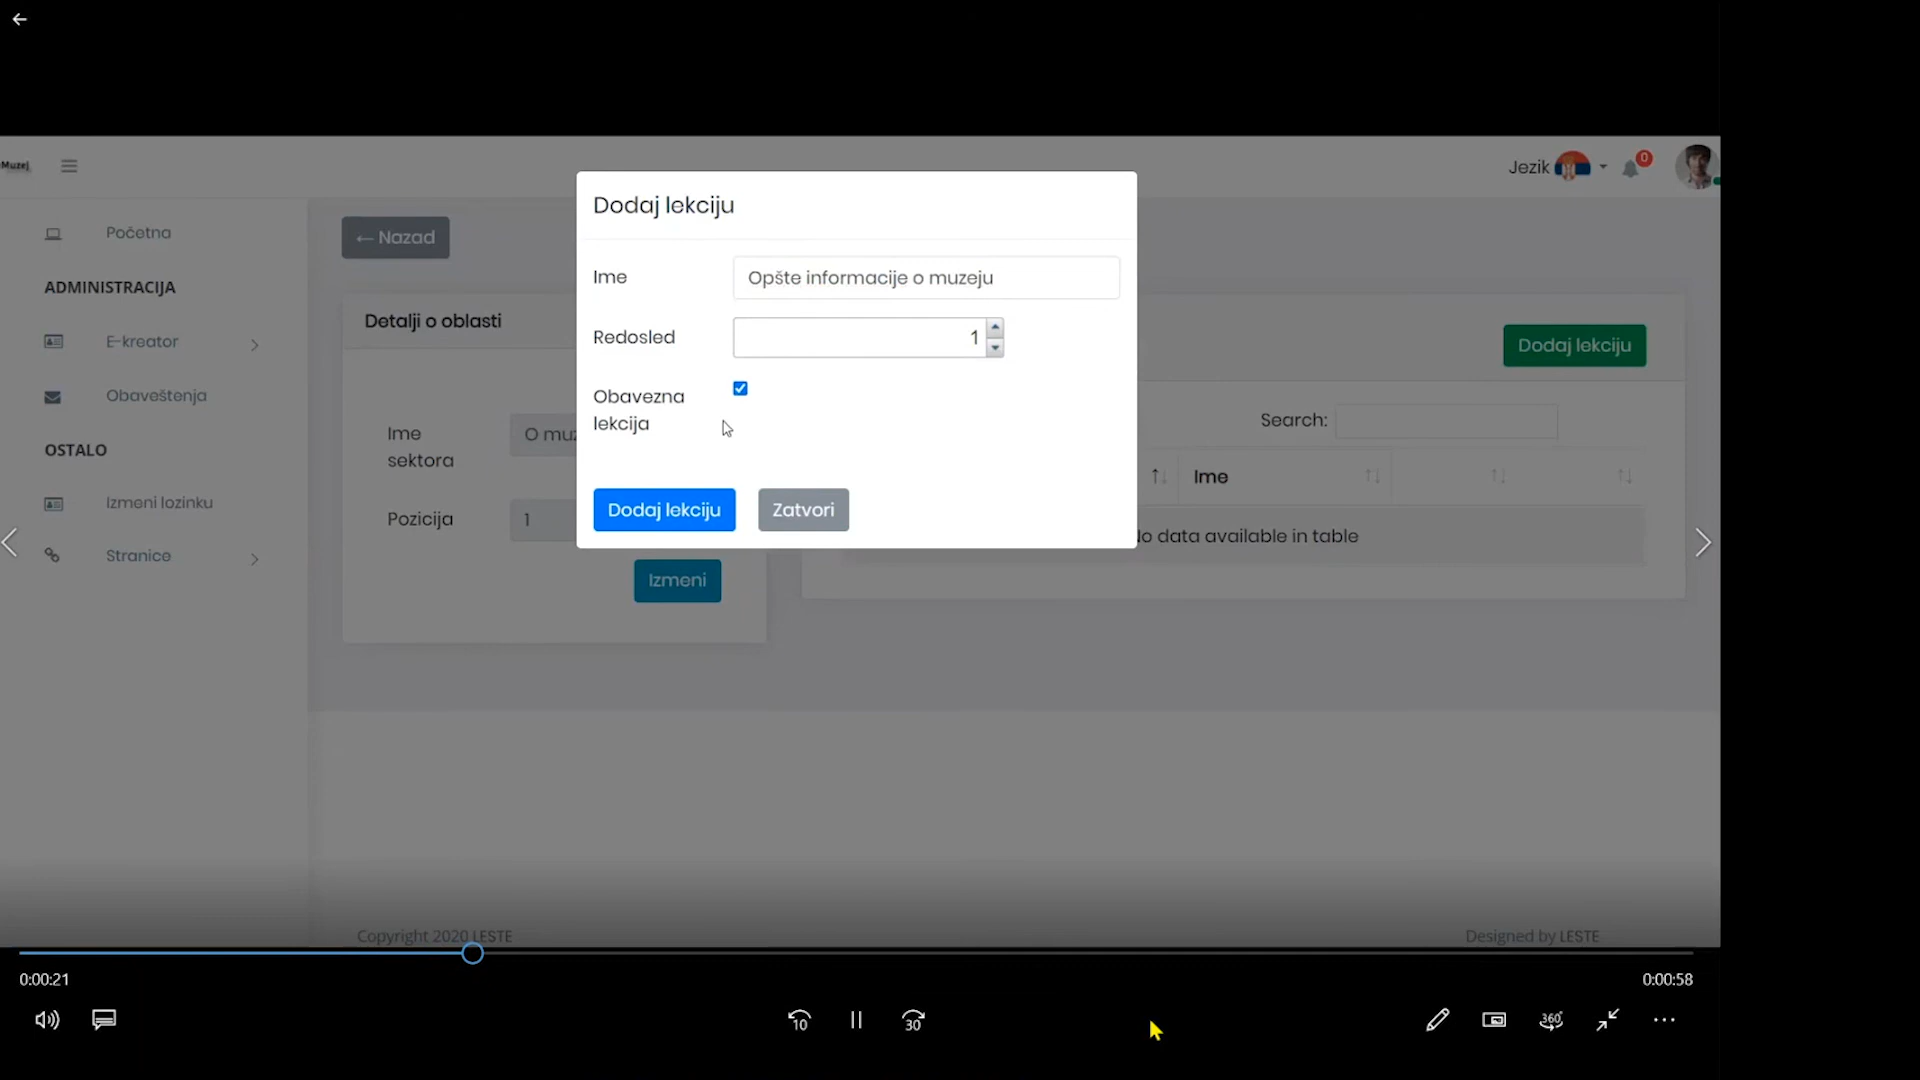 Muzej
Jezik
0
Početna
ADMINISTRACIJA
E-kreator
Obaveštenja
OSTALO
Izmeni lozinku
Stranice
← Nazad
Detalji o oblasti
Ime
sektora
O muz
Pozicija
1
Izmeni
Dodaj lekciju
Ime
Opšte informacije o muzeju
Redosled
1
Obavezna
lekcija
Dodaj lekciju
Zatvori
Dodaj lekciju
Search:
Ime
No data available in table
Copyright 2020 LESTE
Designed by LESTE
0:00:21
0:00:58
10
30
360°